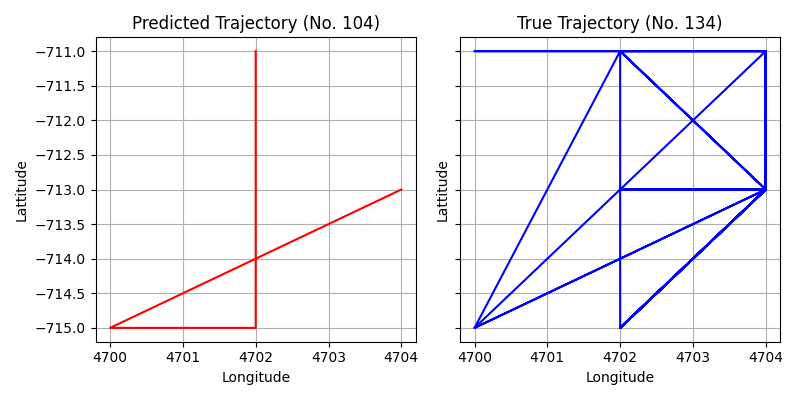 Predicted Trajectory (No. 104)
True Trajectory (No. 134)
Lattitude
−711.0
−711.5
−712.0
−712.5
−713.0
−713.5
−714.0
−714.5
−715.0
4700 4701 4702 4703 4704
Longitude
Lattitude
4700 4701 4702 4703 4704
Longitude